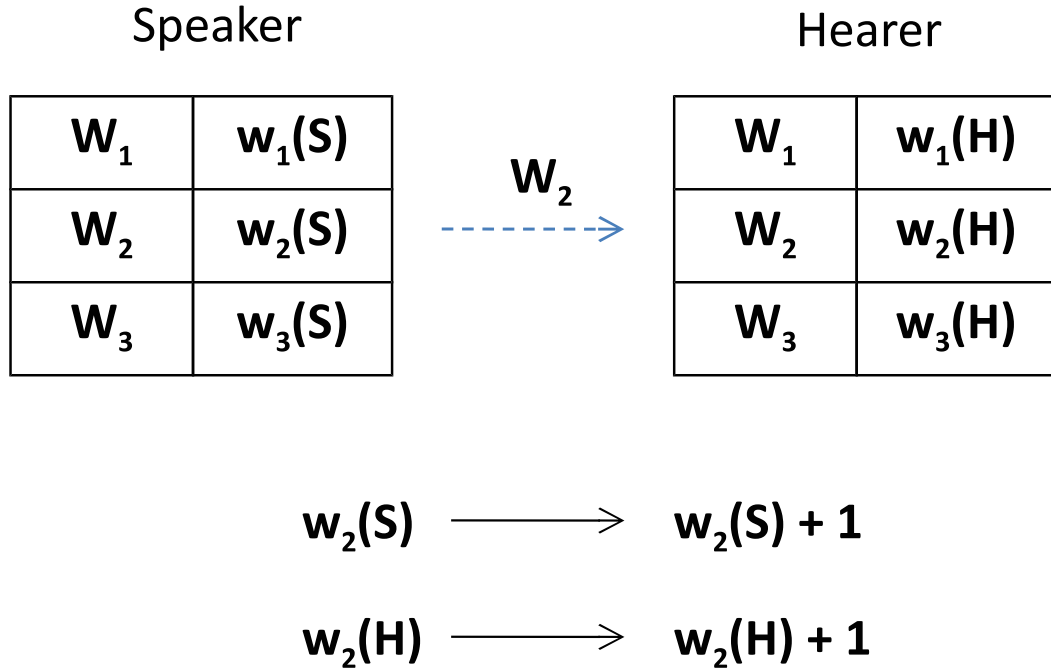 Speaker Hearer
W₁ w₁(S) W₁ w₁(H)
W₂
W₂ w₂(S) W₂ w₂(H)
W₃ w₃(S) W₃ w₃(H)
w₂(S) w₂(S) + 1
w₂(H) w₂(H) + 1